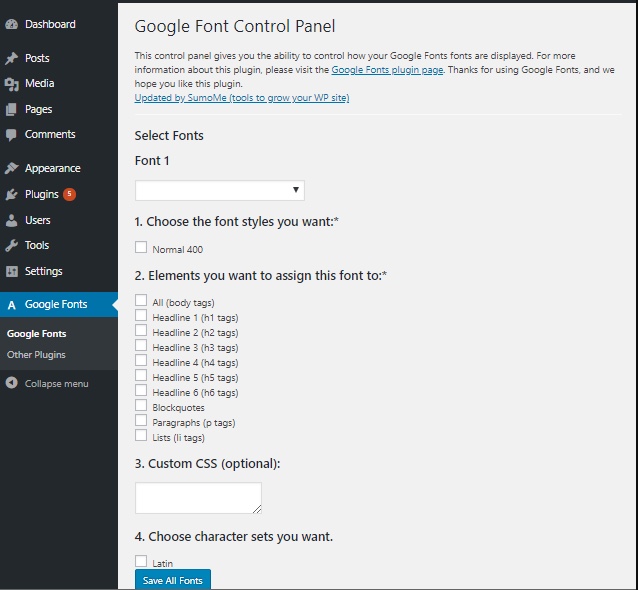 Dashboard
Posts
Media
Pages
Comments
Appearance
Plugins 5
Users
Tools
Settings
A Google Fonts
Google Fonts
Other Plugins
Collapse menu
Google Font Control Panel
This control panel gives you the ability to control how your Google Fonts fonts are displayed. For more
information about this plugin, please visit the Google Fonts plugin page. Thanks for using Google Fonts, and we
hope you like this plugin.
Updated by SumoMe (tools to grow your WP site)
Select Fonts
Font 1
1. Choose the font styles you want:*
Normal 400
2. Elements you want to assign this font to:*
All (body tags)
Headline 1 (h1 tags)
Headline 2 (h2 tags)
Headline 3 (h3 tags)
Headline 4 (h4 tags)
Headline 5 (h5 tags)
Headline 6 (h6 tags)
Blockquotes
Paragraphs (p tags)
Lists (li tags)
3. Custom CSS (optional):
4. Choose character sets you want.
Latin
Save All Fonts